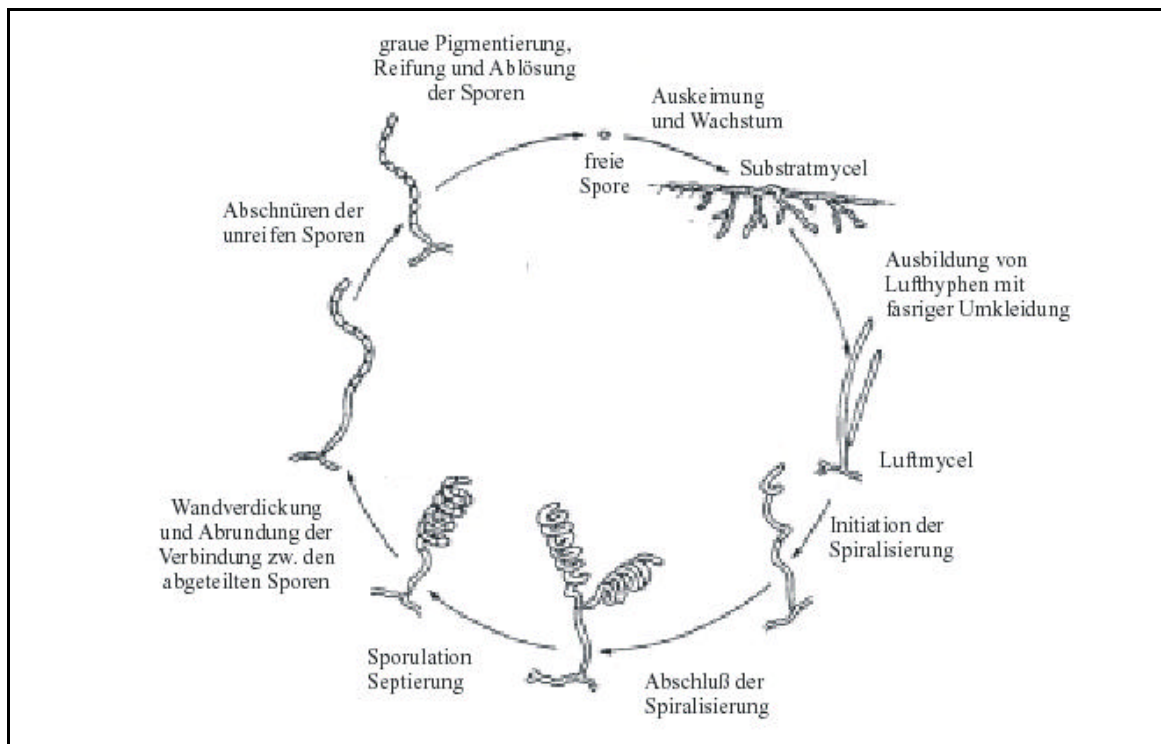 graue Pigmentierung,
Reifung und Ablösung
der Sporen
Auskeimung
und Wachstum
freie
Spore
Substratmycel
Abschnüren der
unreifen Sporen
Ausbildung von
Lufthyphen mit
fasriger Umkleidung
Luftmycel
Initiation der
Spiralisierung
Wandverdickung
und Abrundung der
Verbindung zw. den
abgeteilten Sporen
Sporulation
Septierung
Abschluß der
Spiralisierung